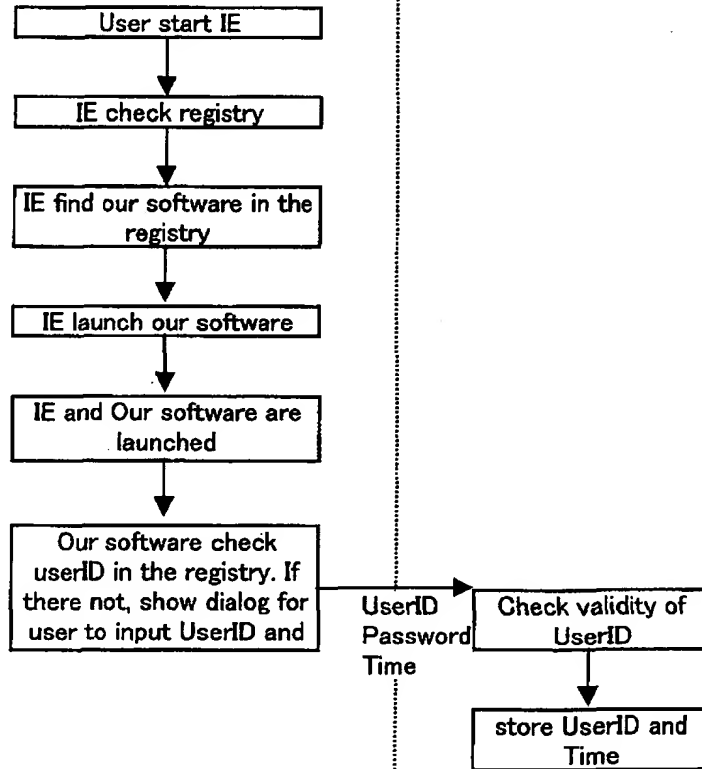 User start IE
IE check registry
IE find our software in the
registry
IE launch our software
IE and Our software are
launched
Our software check
userID in the registry. If
there not, show dialog for
user to input UserID and
UserID
Password
Time
Check validity of
UserID
store UserID and
Time